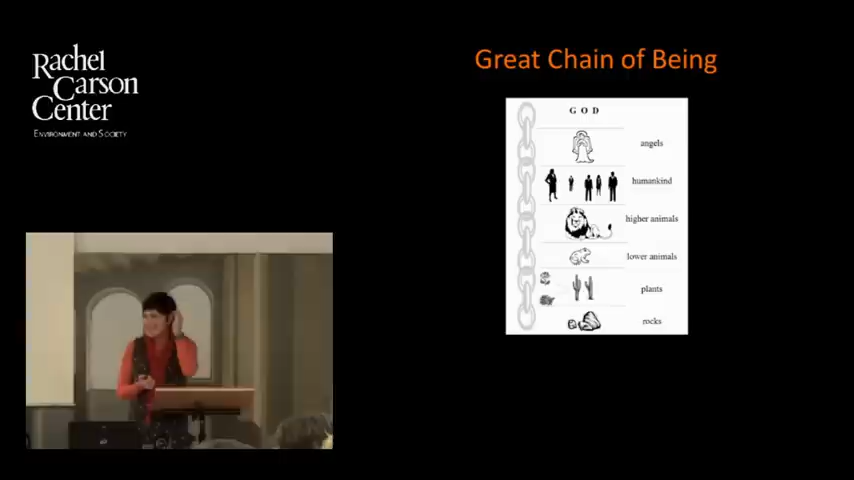 Rachel
Carson
Center
ENVIRONMENT AND SOCIETY
Great Chain of Being
GOD
angels
humankind
higher animals
lower animals
plants
rocks